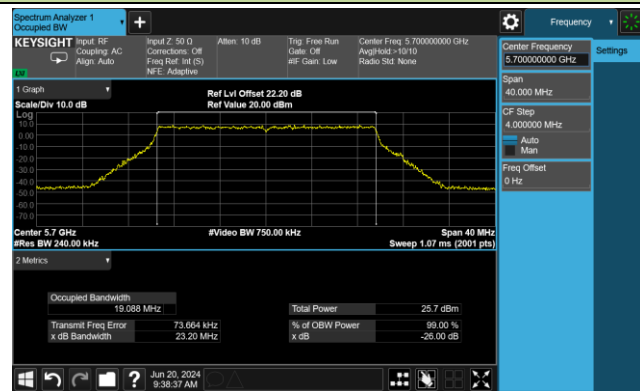 Spectrum Analyzer 1
Occupied BW
Frequency
KEYSIGHT
Input: RF
Coupling: AC
Align: Auto
Input Z: 50 Ω
Corrections: Off
Freq Ref: Int (S)
NFE: Adaptive
Atten: 10 dB
Trig: Free Run
Gate: Off
#IF Gain: Low
Center Freq: 5.700000000 GHz
Avg|Hold:>10/10
Radio Std: None
Center Frequency
5.700000000 GHz
Settings
Span
40.000 MHz
CF Step
4.000000 MHz
Auto
Man
Freq Offset
0 Hz
1 Graph
Scale/Div 10.0 dB
Ref Lvl Offset 22.20 dB
Ref Value 20.00 dBm
Log
10.0
0.00
-10.0
-20.0
-30.0
-40.0
-50.0
-60.0
-70.0
Center 5.7 GHz
#Video BW 750.00 kHz
Span 40 MHz
#Res BW 240.00 kHz
Sweep 1.07 ms (2001 pts)
2 Metrics
Occupied Bandwidth
19.088 MHz
Total Power 25.7 dBm
Transmit Freq Error 73.664 kHz
% of OBW Power 99.00 %
x dB Bandwidth 23.20 MHz
x dB -26.00 dB
?
Jun 20, 2024
9:38:37 AM